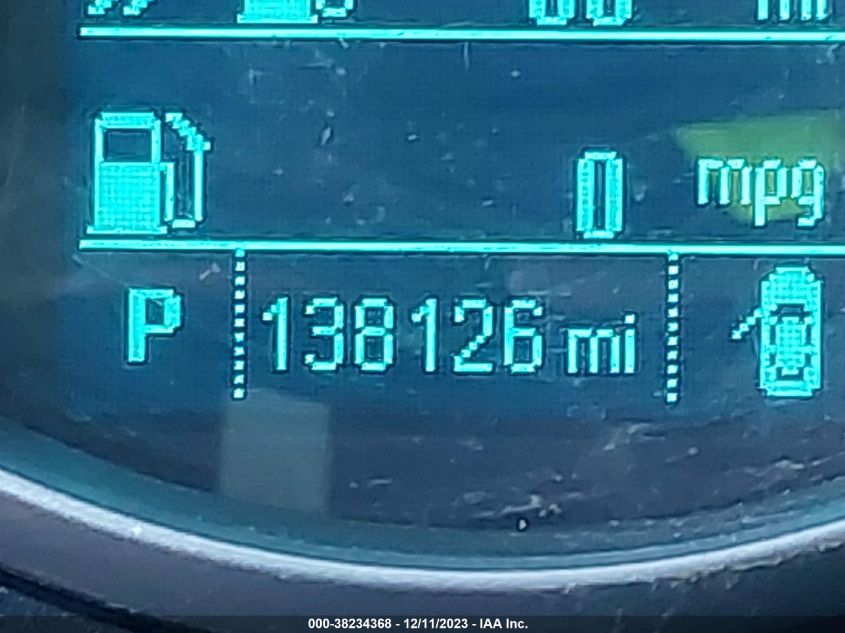 0 mpg
P 138126 mi
000-38234368 - 12/11/2023 - IAA Inc.